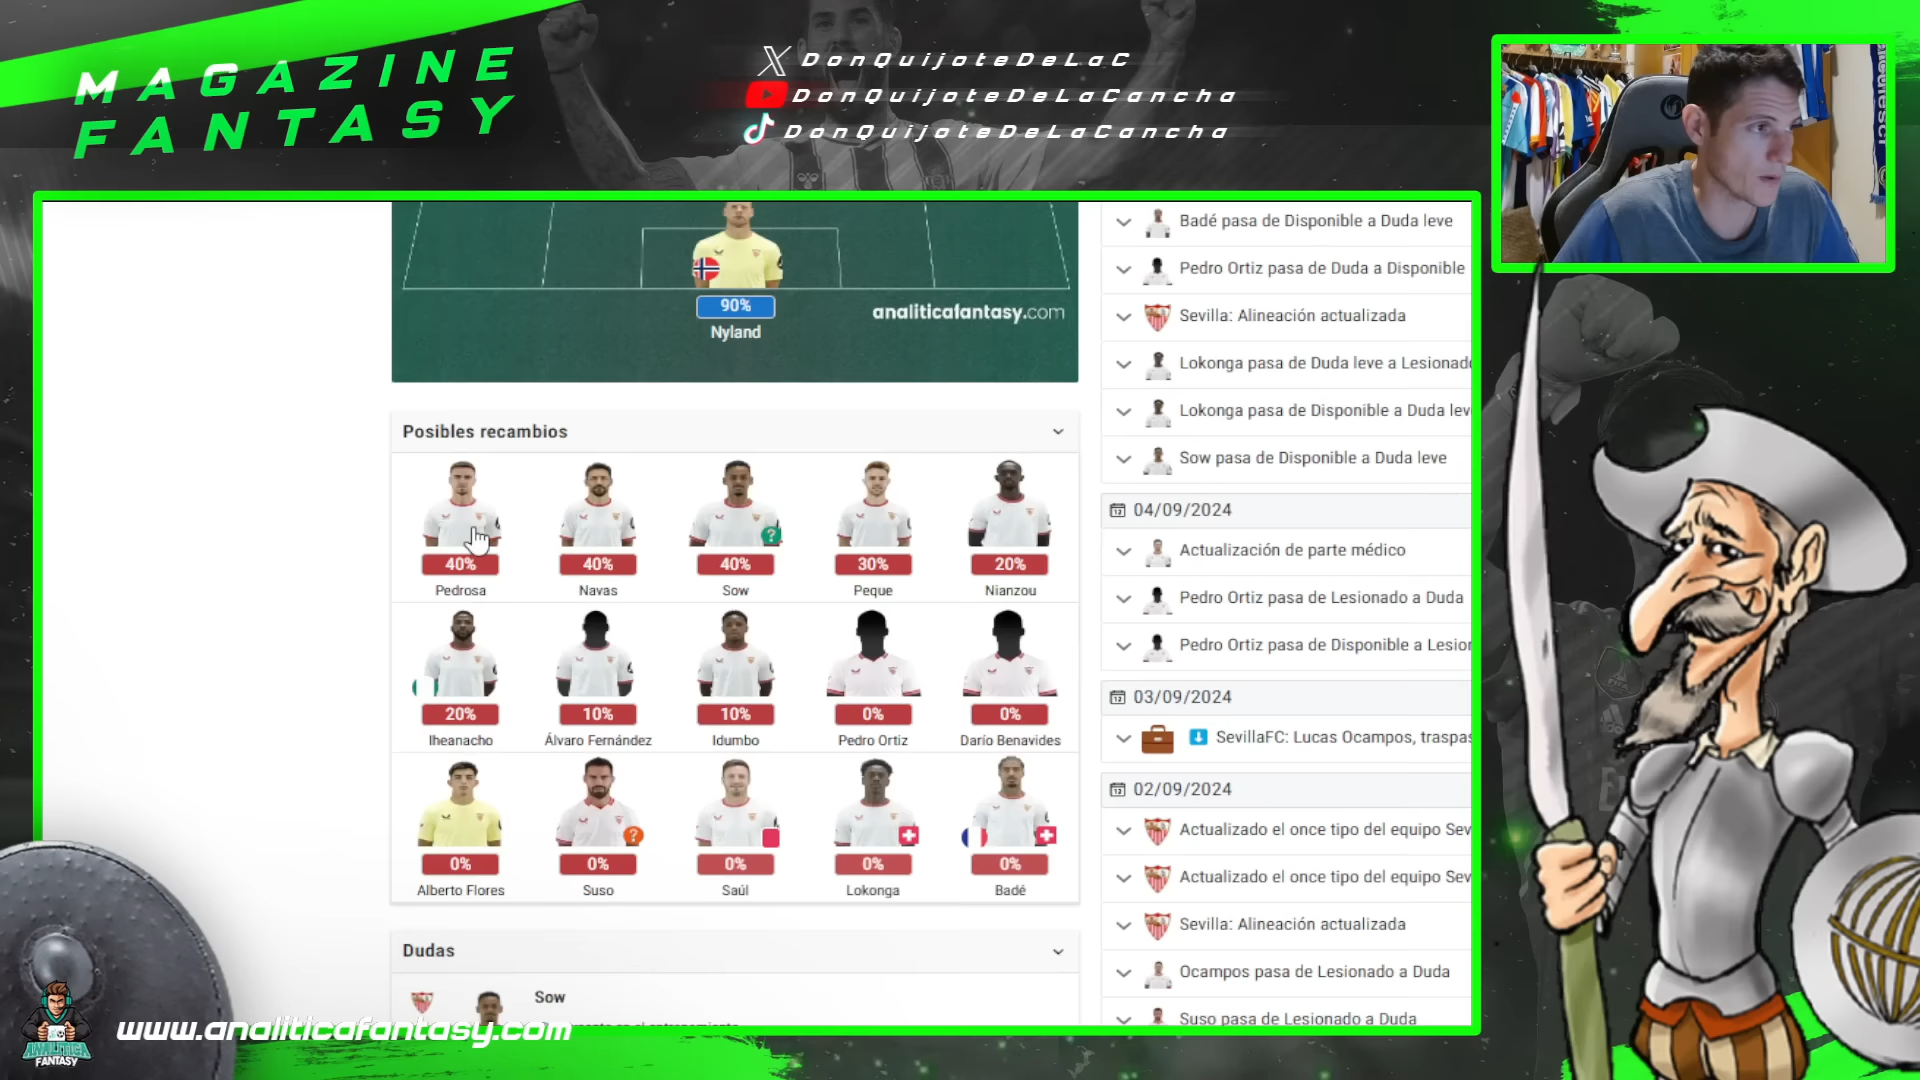 MAGAZINE
FANTASY
DonQuijoteDeLaC
DonQuijoteDeLaCancha
DonQuijoteDeLaCancha
90%
Nyland
analiticafantasy.com
Posibles recambios
40% 40% 40% 30% 20%
Pedrosa Navas Sow Peque Nianzou
20% 10% 10% 0% 0%
Iheanacho Álvaro Fernández Idumbo Pedro Ortiz Darío Benavides
0% 0% 0% 0% 0%
Alberto Flores Suso Saúl Lokonga Badé
Dudas
Sow
Badé pasa de Disponible a Duda leve
Pedro Ortiz pasa de Duda a Disponible
Sevilla: Alineación actualizada
Lokonga pasa de Duda leve a Lesionad
Lokonga pasa de Disponible a Duda lev
Sow pasa de Disponible a Duda leve
04/09/2024
Actualización de parte médico
Pedro Ortiz pasa de Lesionado a Duda
Pedro Ortiz pasa de Disponible a Lesio
03/09/2024
SevillaFC: Lucas Ocampos, traspas
02/09/2024
Actualizado el once tipo del equipo Sev
Actualizado el once tipo del equipo Sev
Sevilla: Alineación actualizada
Ocampos pasa de Lesionado a Duda
Suso pasa de Lesionado a Duda
ANALITICA
FANTASY
www.analiticafantasy.com